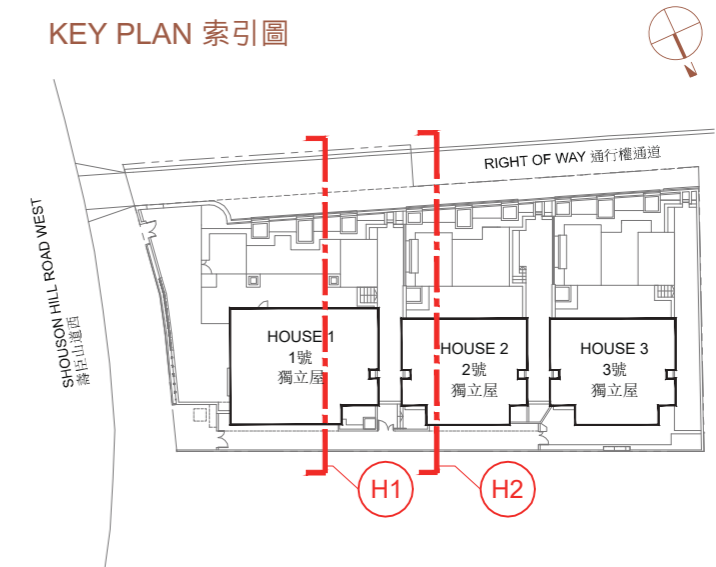 KEY PLAN 索引圖
RIGHT OF WAY 通行權通道
SHOUSON HILL ROAD WEST
壽臣山道西
HOUSE 1
1號
獨立屋
HOUSE 2
2號
獨立屋
HOUSE 3
3號
獨立屋
H1
H2